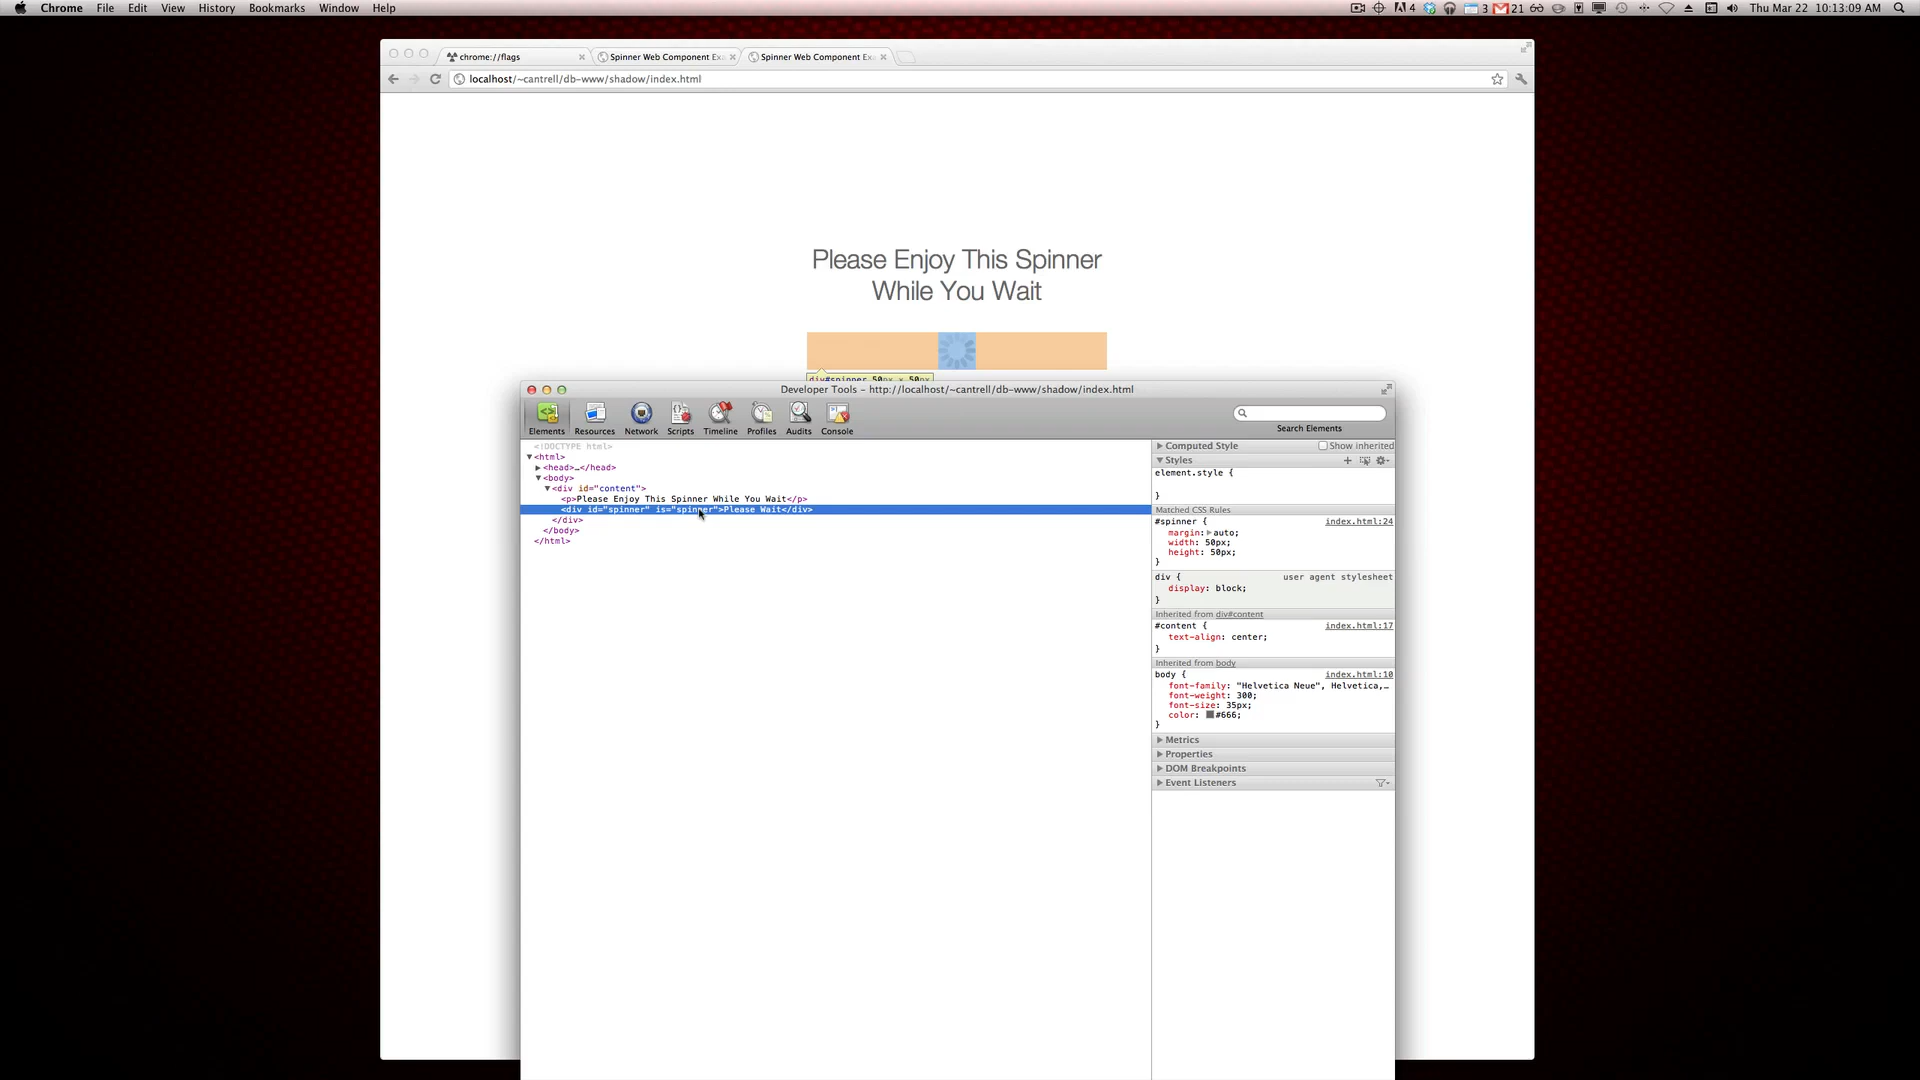 Chrome File Edit View History Bookmarks Window Help 4 3 21 Thu Mar 22 10:13:09 AM
chrome://flags Spinner Web Component Ex Spinner Web Component Ex
localhost/~cantrell/db-www/shadow/index.html
Please Enjoy This Spinner
While You Wait
div#spinner 50px × 50px
Developer Tools - http://localhost/~cantrell/db-www/shadow/index.html
Elements Resources Network Scripts Timeline Profiles Audits Console Search Elements
<!DOCTYPE html>
<html>
<head>…</head>
<body>
<div id="content">
<p>Please Enjoy This Spinner While You Wait</p>
<div id="spinner" is="spinner">Please Wait</div>
</div>
</body>
</html>
Computed Style Show inherited
Styles
element.style {
}
Matched CSS Rules
#spinner { index.html:24
margin: auto;
width: 50px;
height: 50px;
}
div { user agent stylesheet
display: block;
}
Inherited from div#content
#content { index.html:17
text-align: center;
}
Inherited from body
body { index.html:10
font-family: "Helvetica Neue", Helvetica,…
font-weight: 300;
font-size: 35px;
color: #666;
}
Metrics
Properties
DOM Breakpoints
Event Listeners